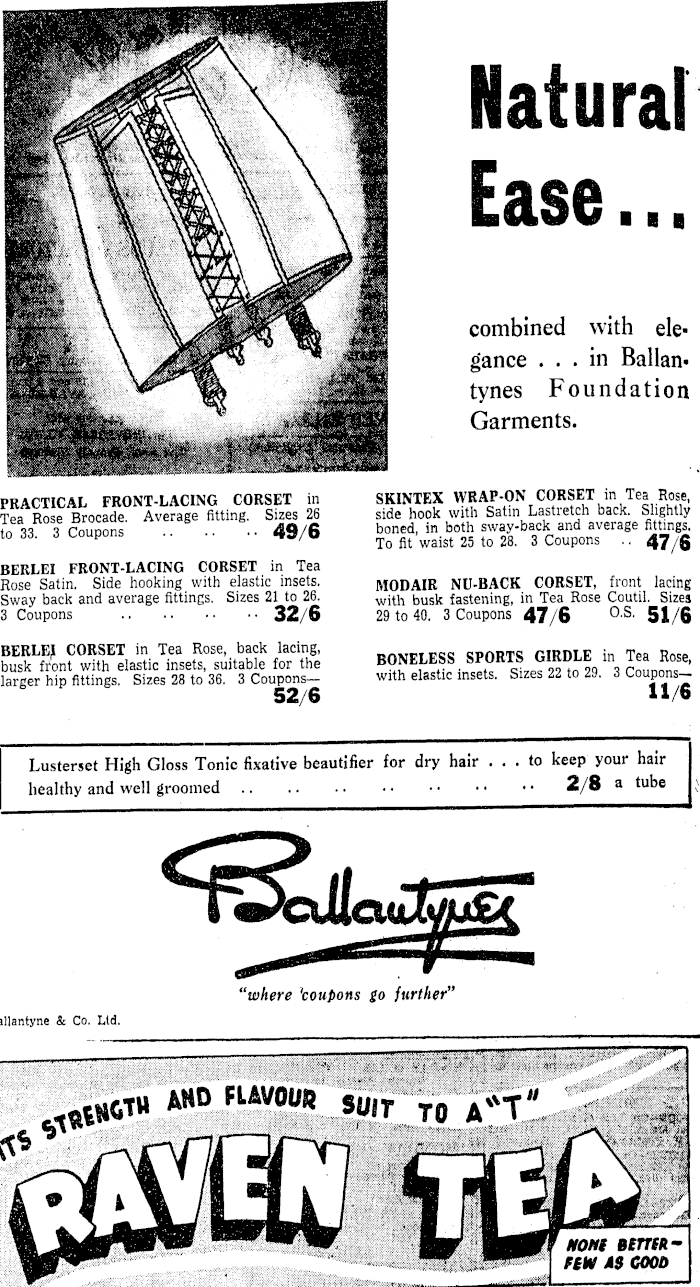 Natural
Ease...
combined with ele-
gance . . . in Ballan-
tynes Foundation
Garments.
PRACTICAL FRONT-LACING CORSET in
Tea Rose Brocade. Average fitting. Sizes 26
to 33. 3 Coupons .. .. .. 49/6
BERLEI FRONT-LACING CORSET in Tea
Rose Satin. Side hooking with elastic insets.
Sway back and average fittings. Sizes 21 to 26.
3 Coupons .. .. .. .. 32/6
BERLEI CORSET in Tea Rose, back lacing,
busk front with elastic insets, suitable for the
larger hip fittings. Sizes 28 to 36. 3 Coupons—
52/6
SKINTEX WRAP-ON CORSET in Tea Rose,
side hook with Satin Lastretch back. Slightly
boned, in both sway-back and average fittings.
To fit waist 25 to 28. 3 Coupons .. 47/6
MODAIR NU-BACK CORSET, front lacing
with busk fastening, in Tea Rose Coutil. Sizes
29 to 40. 3 Coupons 47/6 O.S. 51/6
BONELESS SPORTS GIRDLE in Tea Rose,
with elastic insets. Sizes 22 to 29. 3 Coupons—
11/6
Lusterset High Gloss Tonic fixative beautifier for dry hair . . . to keep your hair
healthy and well groomed .. .. .. .. .. .. .. 2/8 a tube
Ballantynes
"where coupons go further"
allantyne & Co. Ltd.
ITS STRENGTH AND FLAVOUR SUIT TO A "T"
RAVEN TEA
NONE BETTER—
FEW AS GOOD